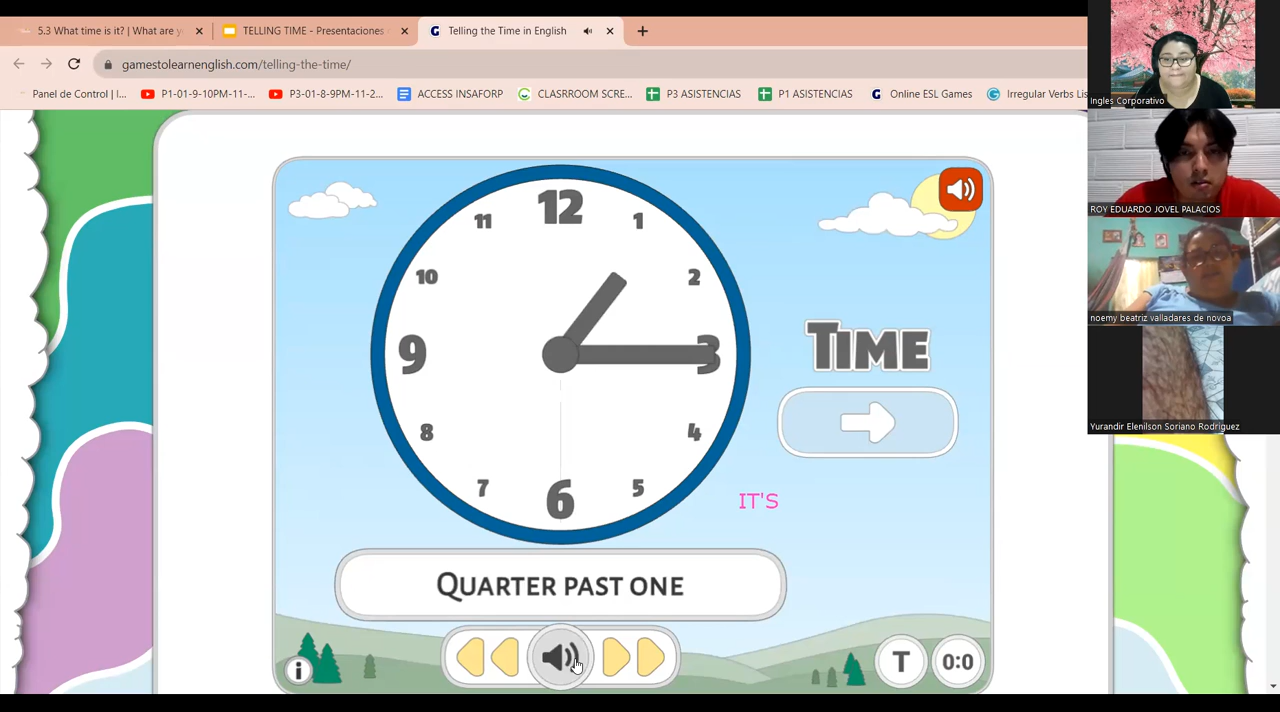 5.3 What time is it? | What are yo
TELLING TIME - Presentaciones
Telling the Time in English
gamestolearnenglish.com/telling-the-time/
Panel de Control | I...
P1-01-9-10PM-11-...
P3-01-8-9PM-11-2...
ACCESS INSAFORP
CLASRROOM SCRE...
P3 ASISTENCIAS
P1 ASISTENCIAS
Online ESL Games
Irregular Verbs Lis
12
11
1
10
2
9
3
8
4
7
5
6
TIME
IT'S
QUARTER PAST ONE
i
T
0:0
Ingles Corporativo
ROY EDUARDO JOVEL PALACIOS
noemy beatriz valladares de novoa
Yurandir Elenilson Soriano Rodriguez